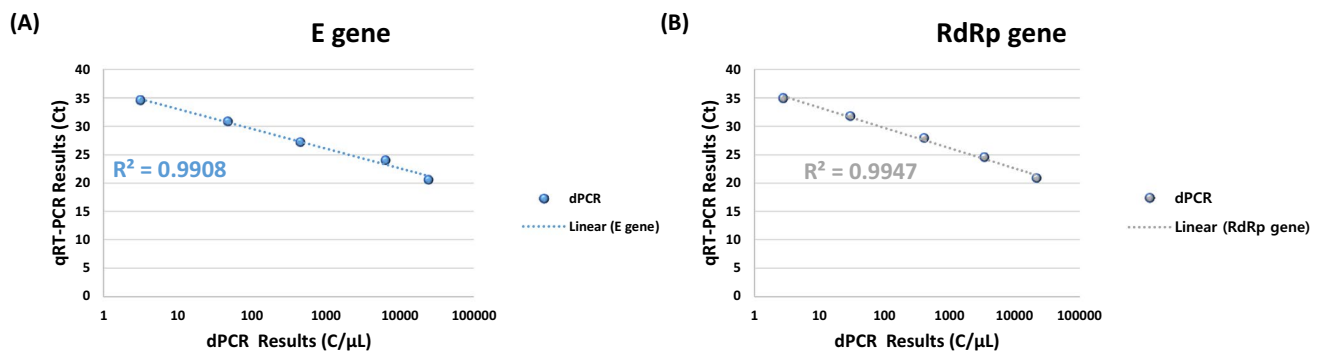 (A)
E gene
qRT-PCR Results (Ct)
40
35
30
25
20
15
10
5
0
R² = 0.9908
1 10 100 1000 10000 100000
dPCR Results (C/µL)
dPCR
Linear (E gene)
(B)
RdRp gene
qRT-PCR Results (Ct)
40
35
30
25
20
15
10
5
0
R² = 0.9947
1 10 100 1000 10000 100000
dPCR Results (C/µL)
dPCR
Linear (RdRp gene)